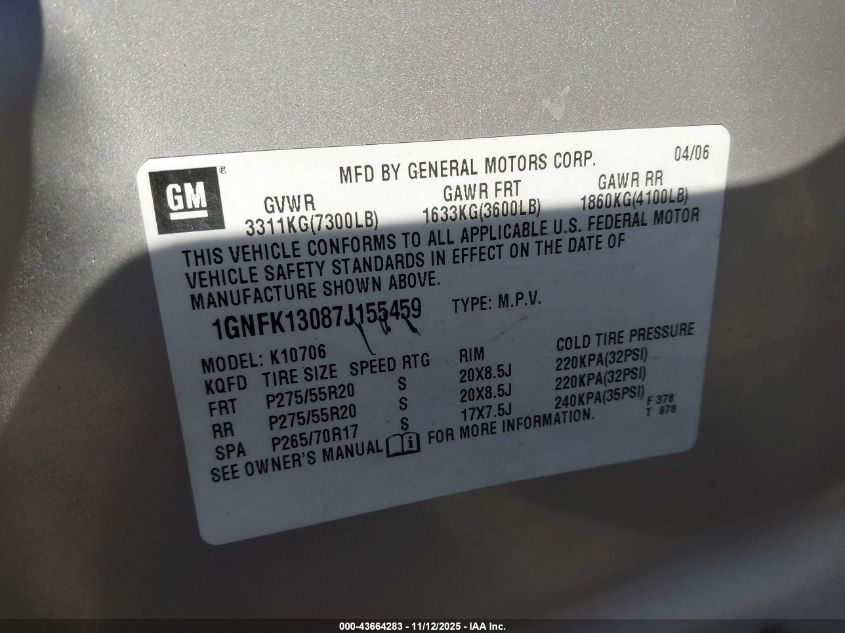 GM ® MFD BY GENERAL MOTORS CORP. 04/06
GVWR GAWR FRT GAWR RR
3311KG(7300LB) 1633KG(3600LB) 1860KG(4100LB)
THIS VEHICLE CONFORMS TO ALL APPLICABLE U.S. FEDERAL MOTOR
VEHICLE SAFETY STANDARDS IN EFFECT ON THE DATE OF
MANUFACTURE SHOWN ABOVE.
1GNFK13087J155459 TYPE: M.P.V.
MODEL: K10706
KQFD TIRE SIZE SPEED RTG RIM COLD TIRE PRESSURE
FRT P275/55R20 S 20X8.5J 220KPA(32PSI)
RR P275/55R20 S 20X8.5J 220KPA(32PSI)
SPA P265/70R17 S 17X7.5J 240KPA(35PSI) F 378
T 878
SEE OWNER'S MANUAL i FOR MORE INFORMATION.
000-43664283 - 11/12/2025 - IAA Inc.